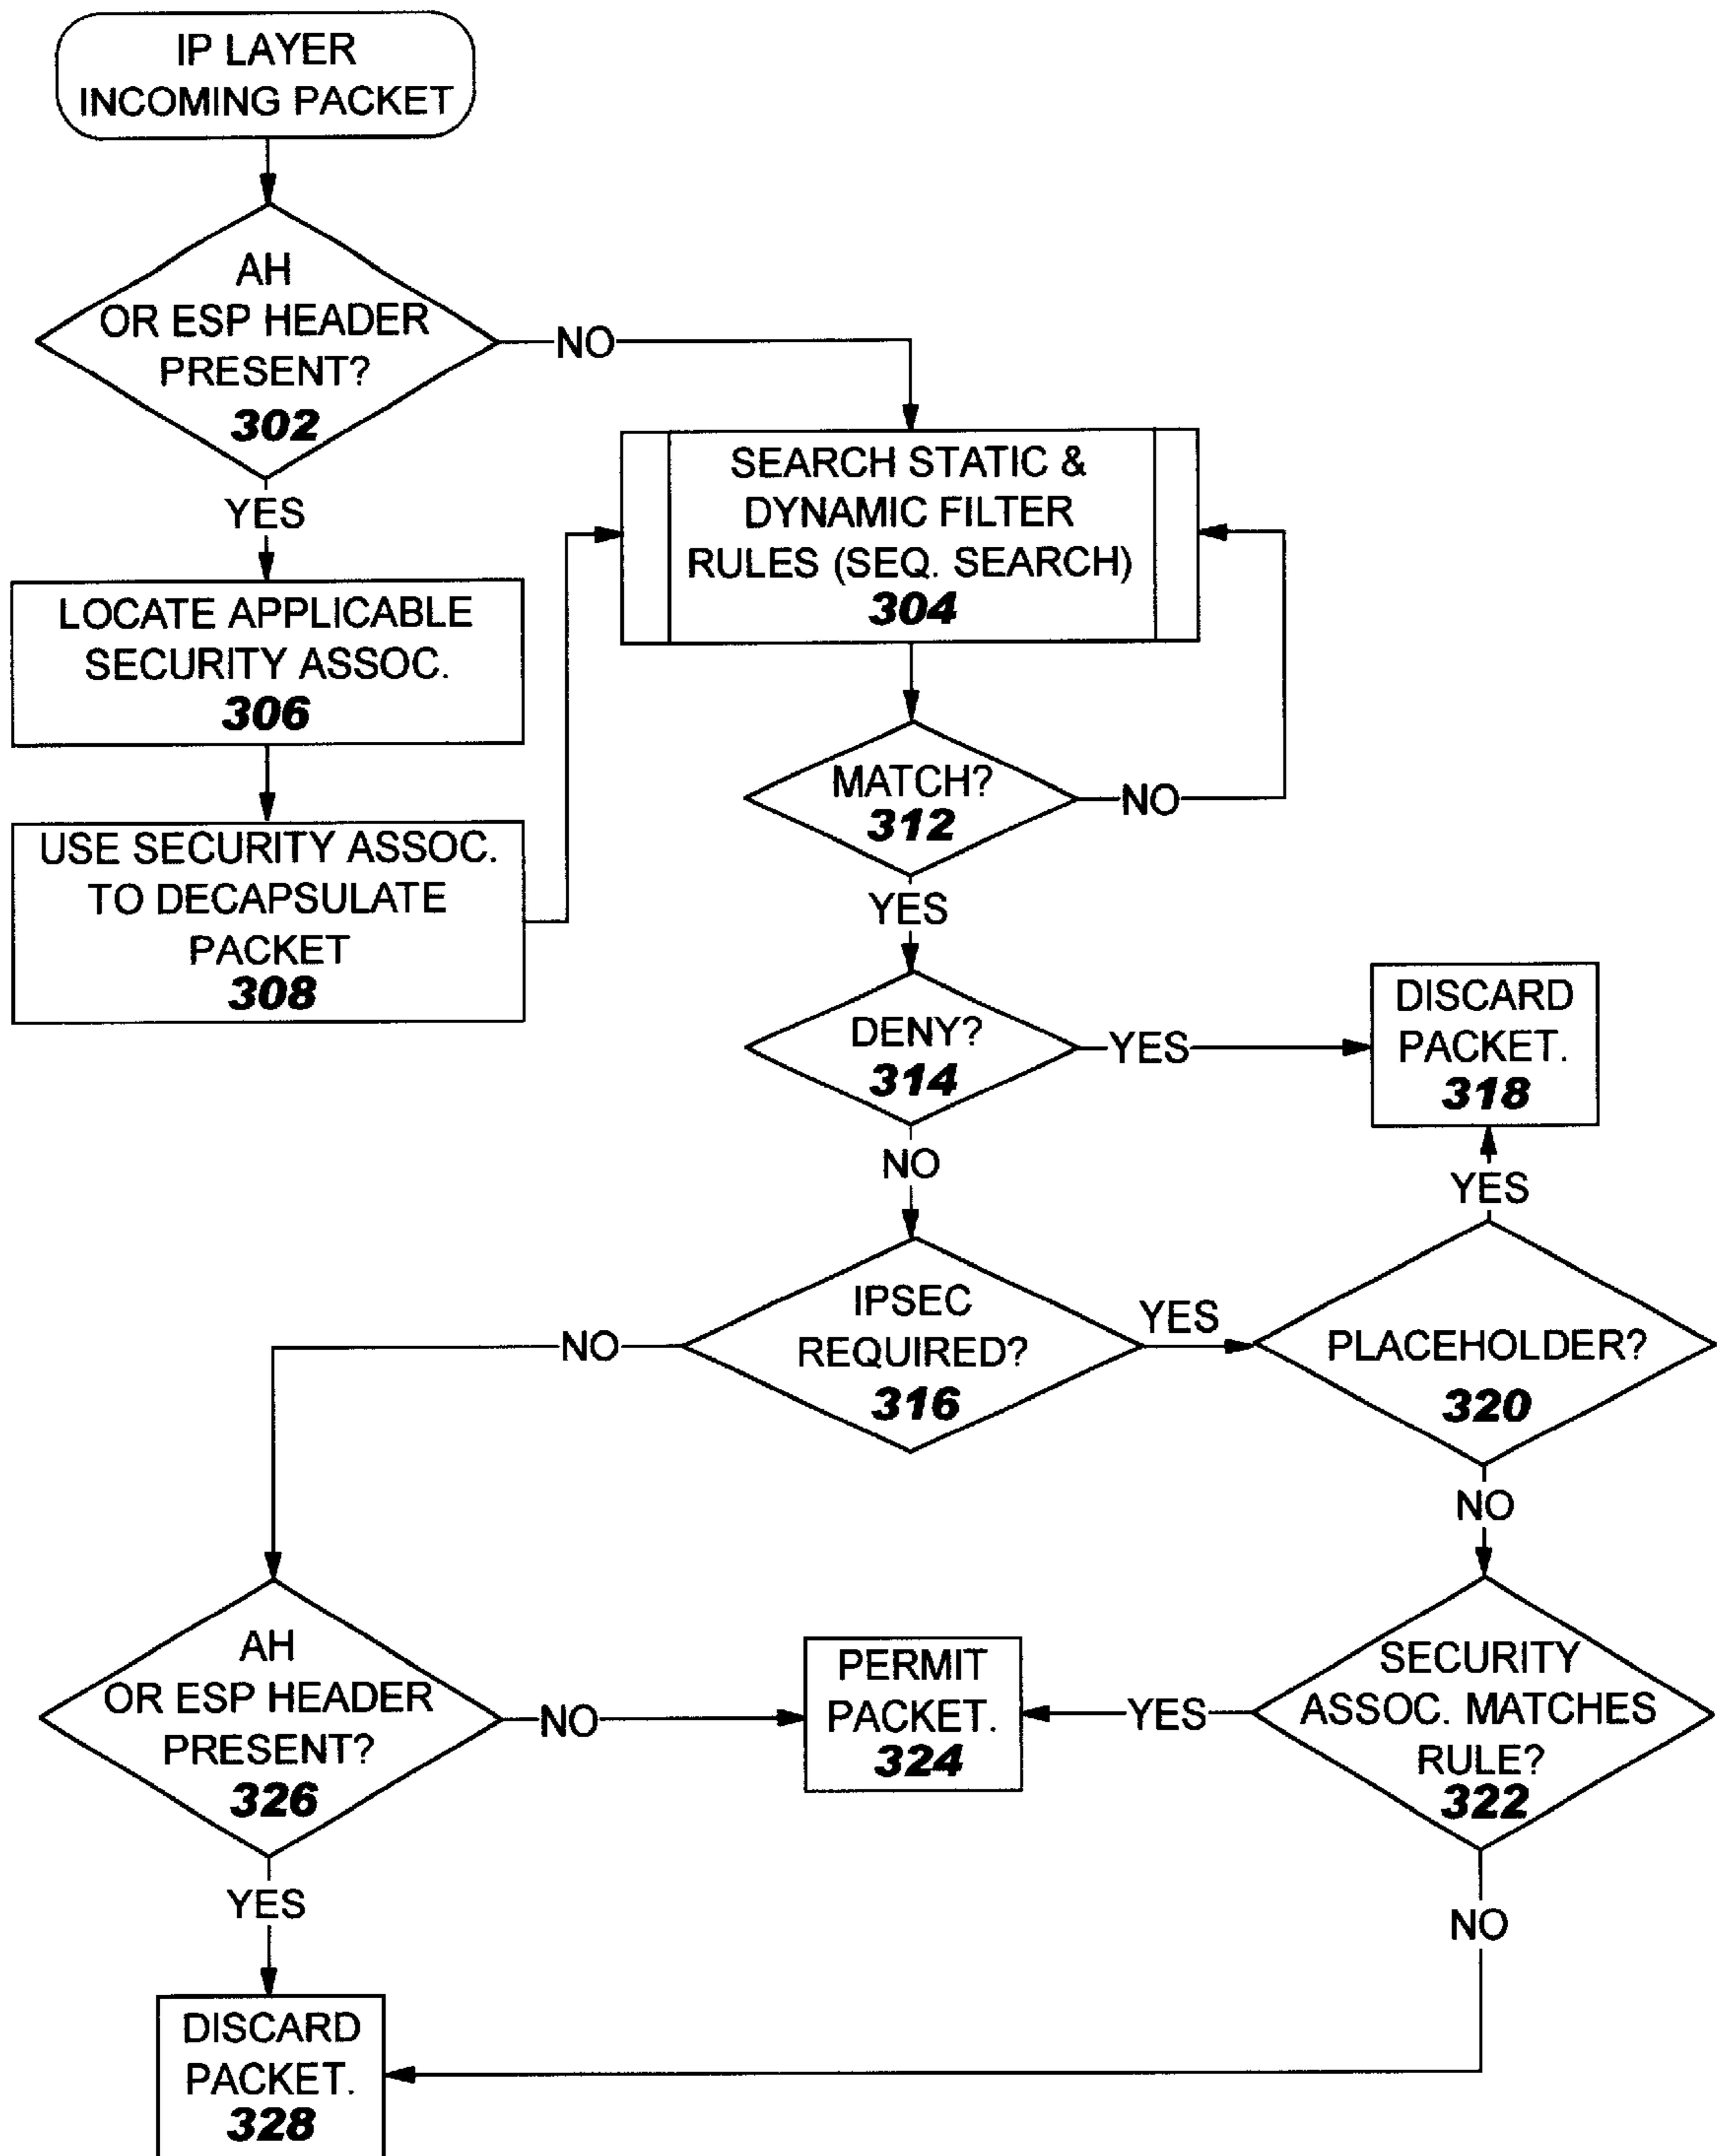 IP LAYER
INCOMING PACKET
AH
OR ESP HEADER
PRESENT?
302
NO
YES
SEARCH STATIC &
DYNAMIC FILTER
RULES (SEQ. SEARCH)
304
LOCATE APPLICABLE
SECURITY ASSOC.
306
USE SECURITY ASSOC.
TO DECAPSULATE
PACKET
308
MATCH?
312
NO
YES
DENY?
314
YES
DISCARD
PACKET.
318
NO
YES
IPSEC
REQUIRED?
316
NO
YES
PLACEHOLDER?
320
NO
AH
OR ESP HEADER
PRESENT?
326
NO
PERMIT
PACKET.
324
YES
SECURITY
ASSOC. MATCHES
RULE?
322
YES
NO
DISCARD
PACKET.
328